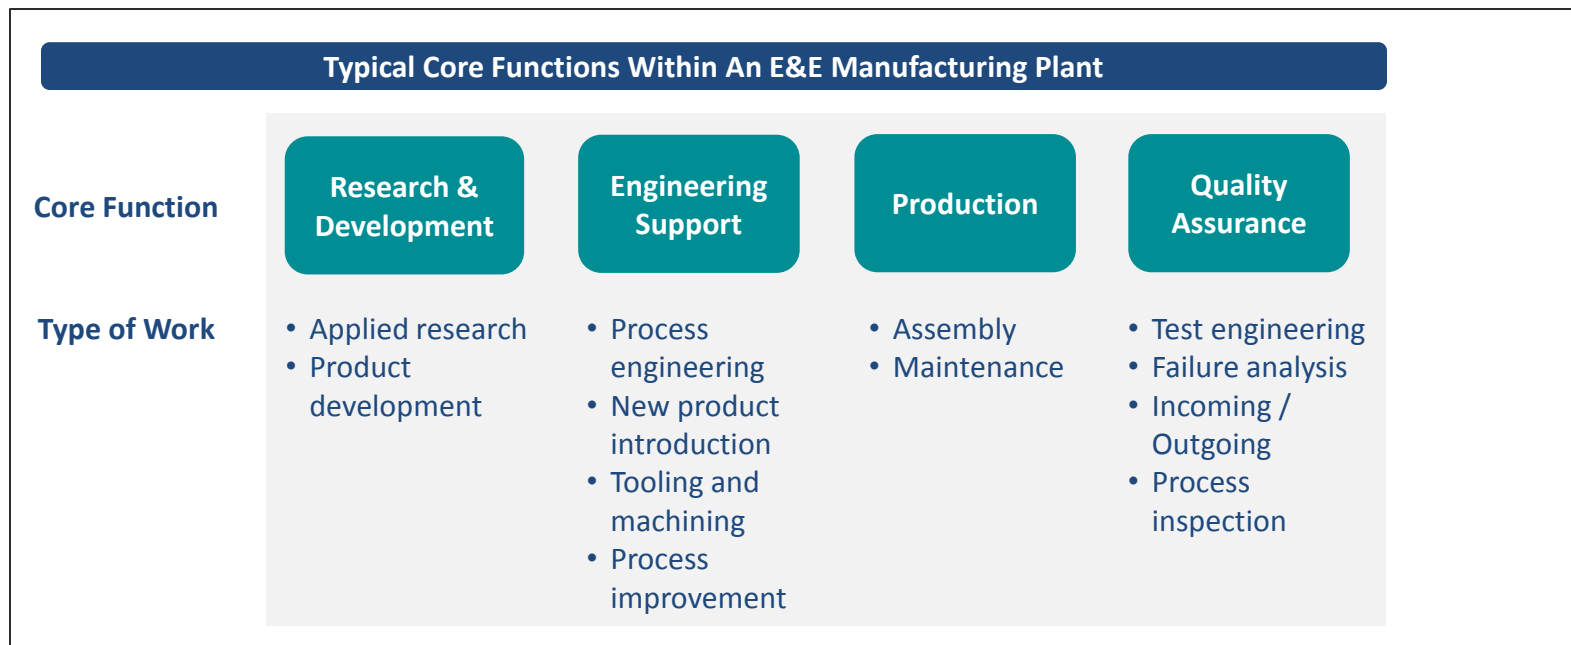 Typical Core Functions Within An E&E Manufacturing Plant
Core Function
Research &
Development
Engineering
Support
Production
Quality
Assurance
Type of Work
• Applied research
• Product
development
• Process
engineering
• New product
introduction
• Tooling and
machining
• Process
improvement
• Assembly
• Maintenance
• Test engineering
• Failure analysis
• Incoming /
Outgoing
• Process
inspection